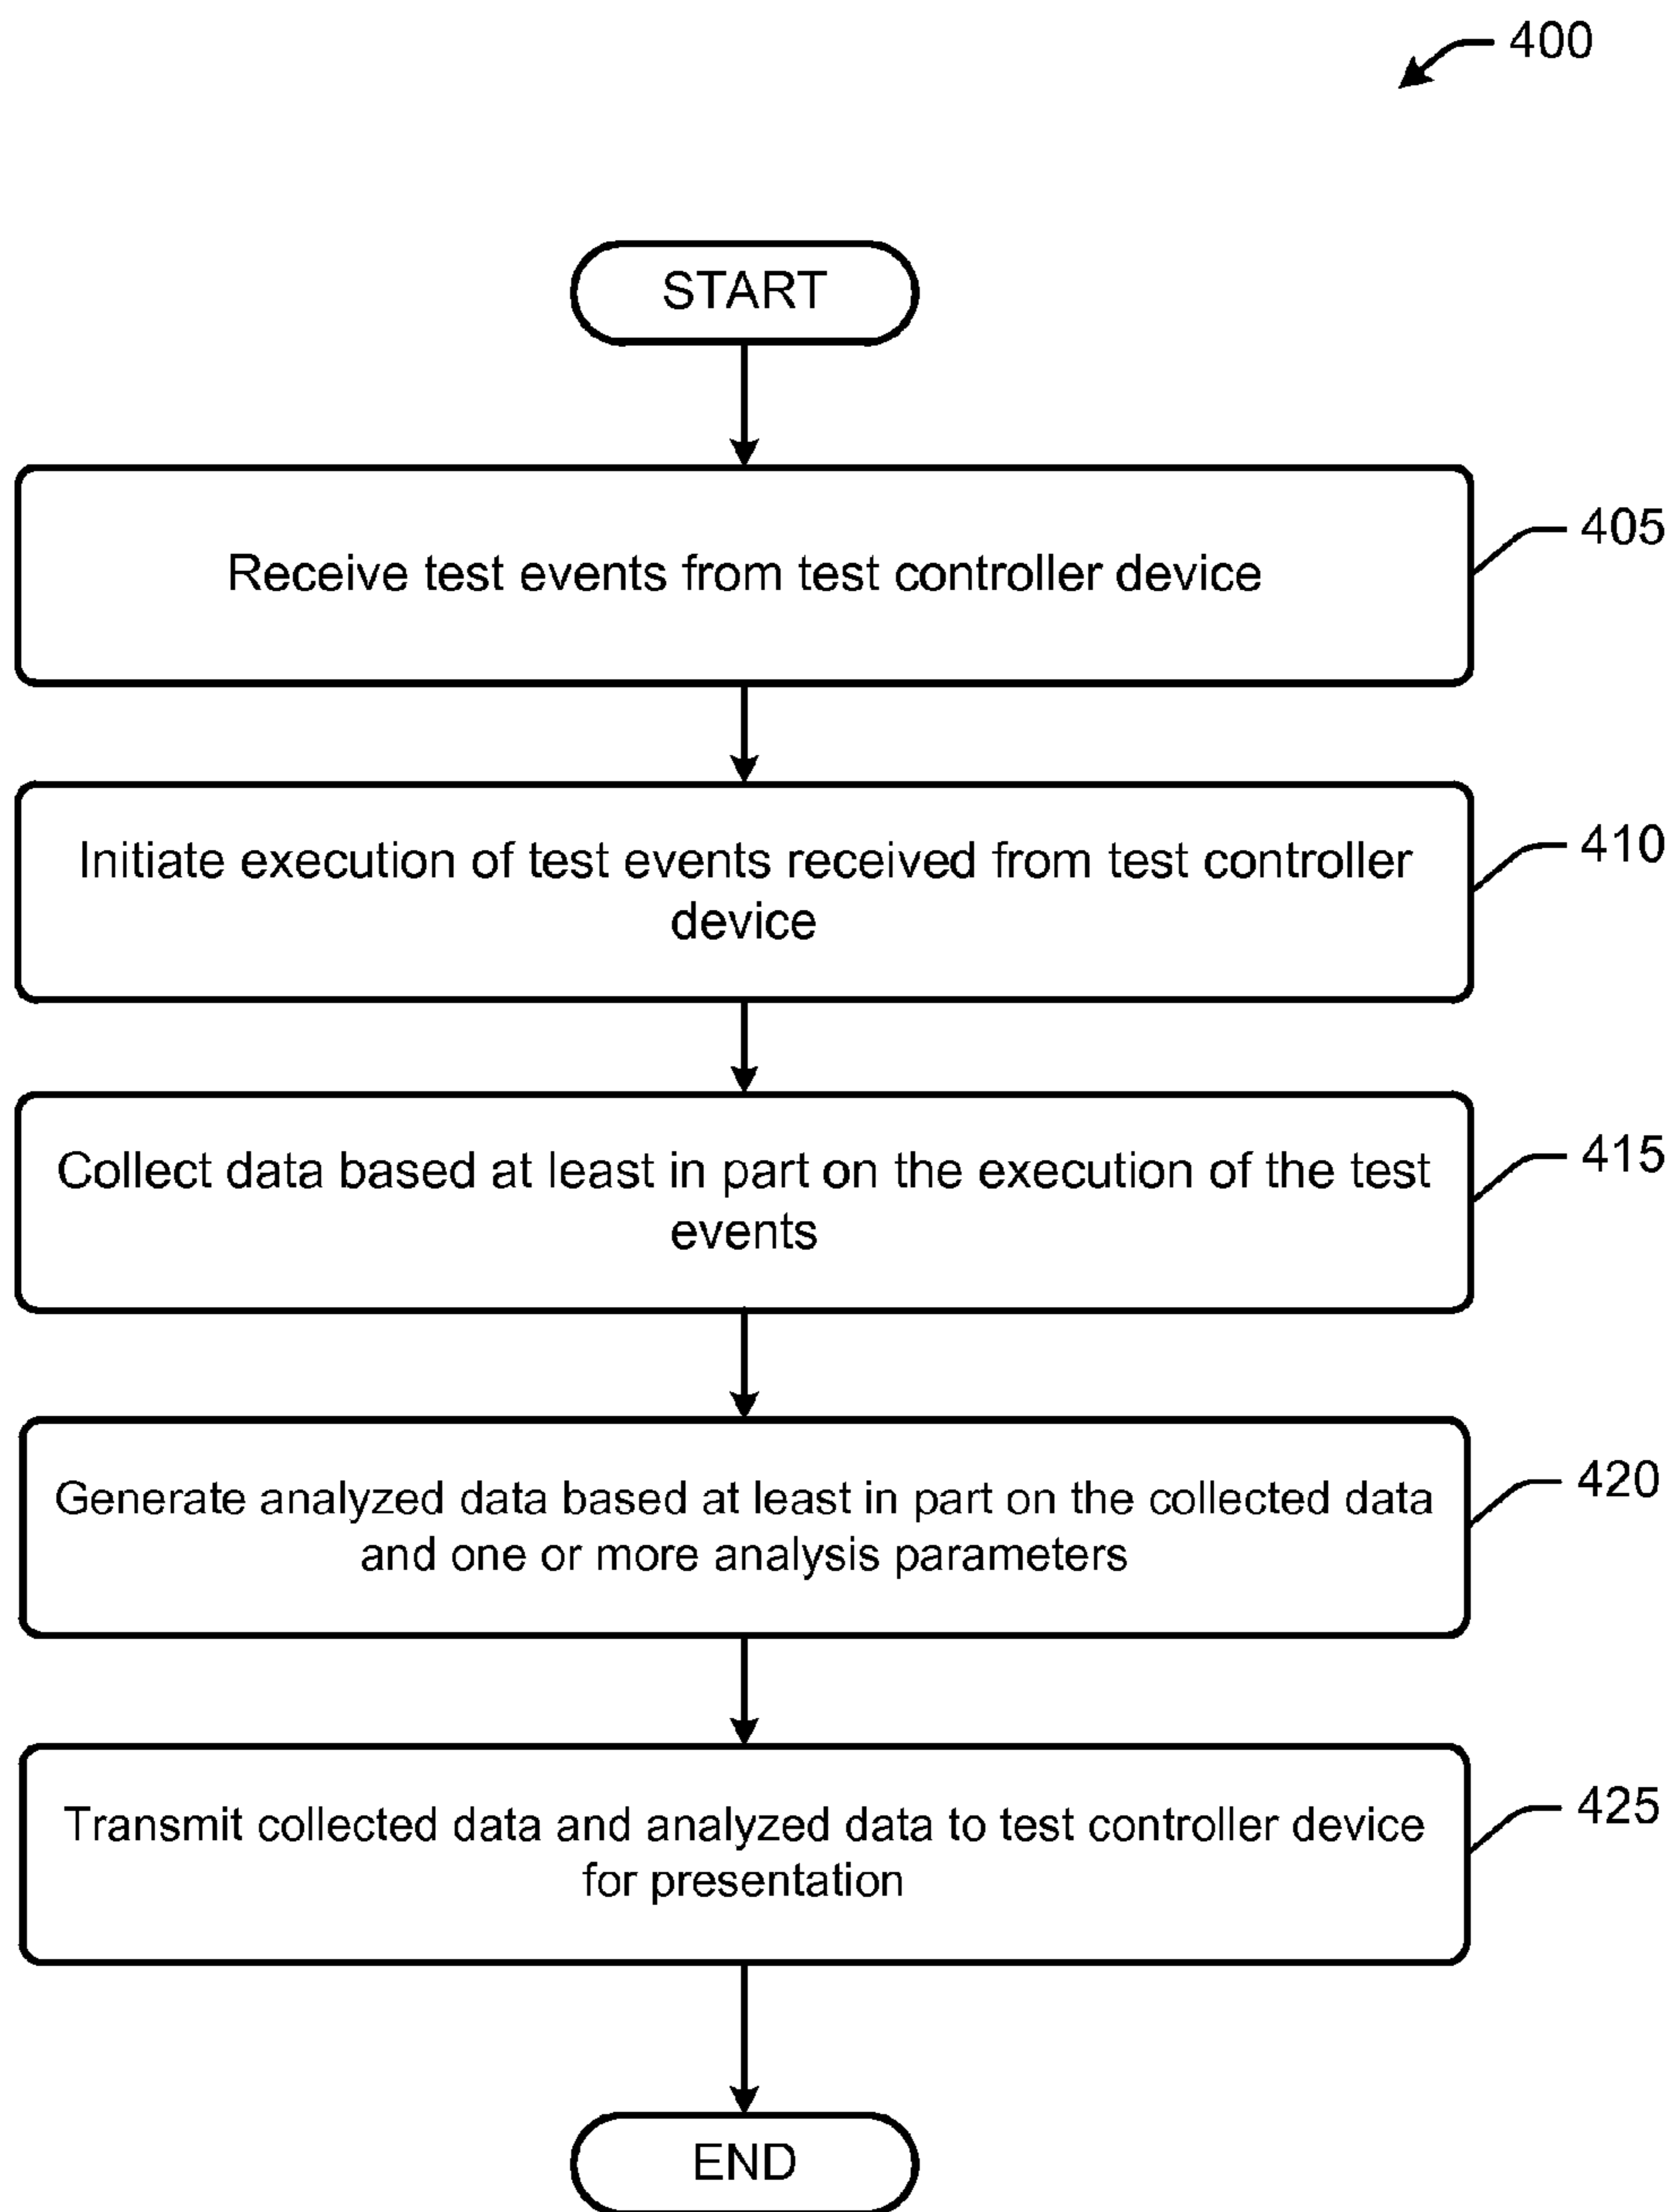 400
START
Receive test events from test controller device
405
Initiate execution of test events received from test controller
device
410
Collect data based at least in part on the execution of the test
events
415
Generate analyzed data based at least in part on the collected data
and one or more analysis parameters
420
Transmit collected data and analyzed data to test controller device
for presentation
425
END